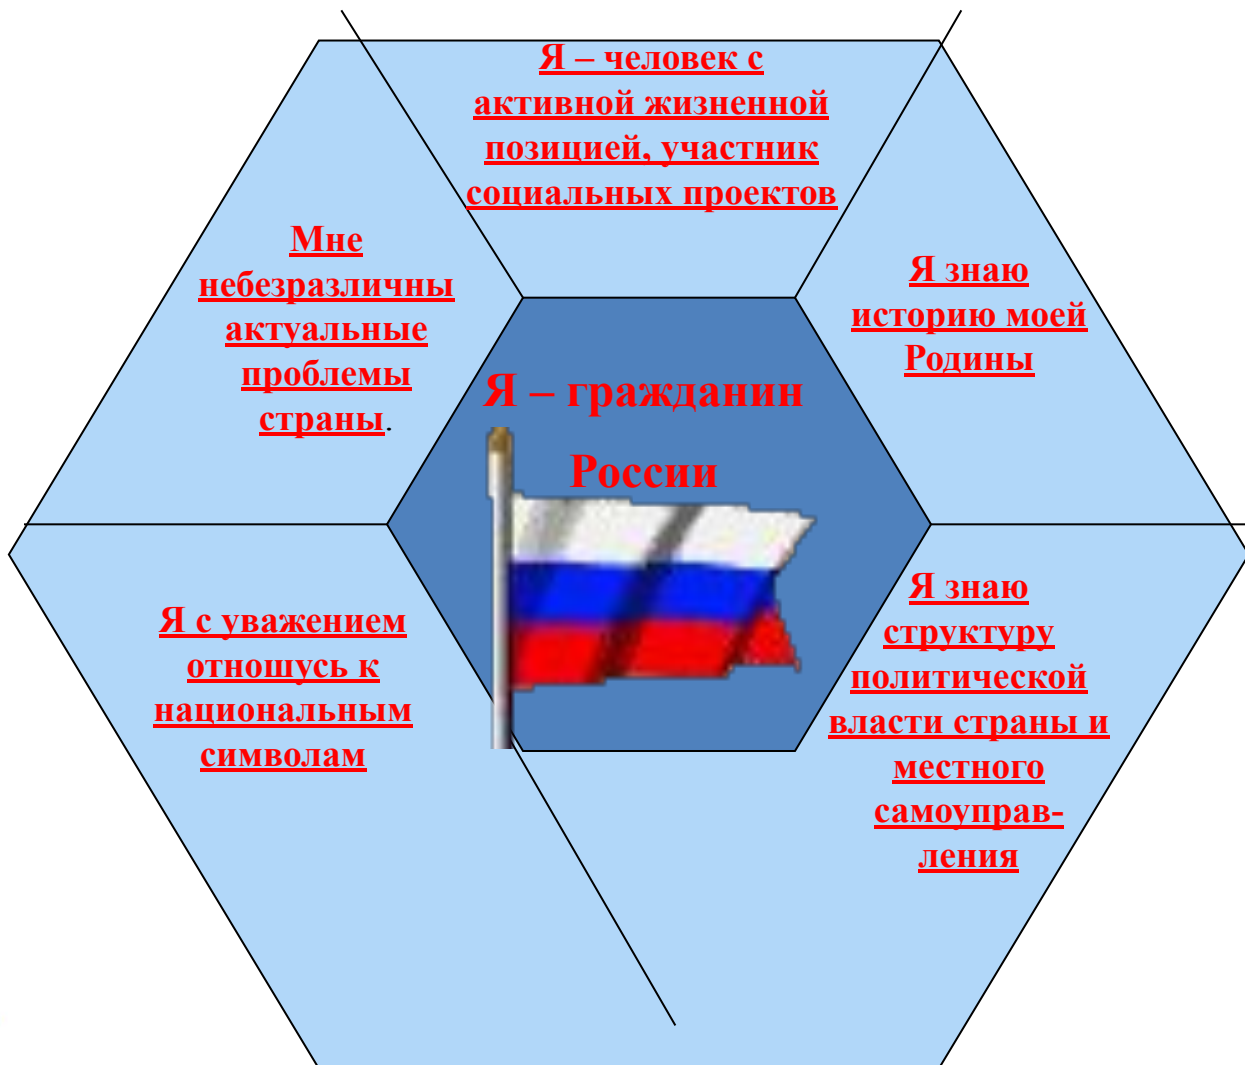 Я – человек с
активной жизненной
позицией, участник
социальных проектов
Мне
небезразличны
актуальные
проблемы
страны.
Я знаю
историю моей
Родины
Я – гражданин
России
Я с уважением
отношусь к
национальным
символам
Я знаю
структуру
политической
власти страны и
местного
самоуправ-
ления